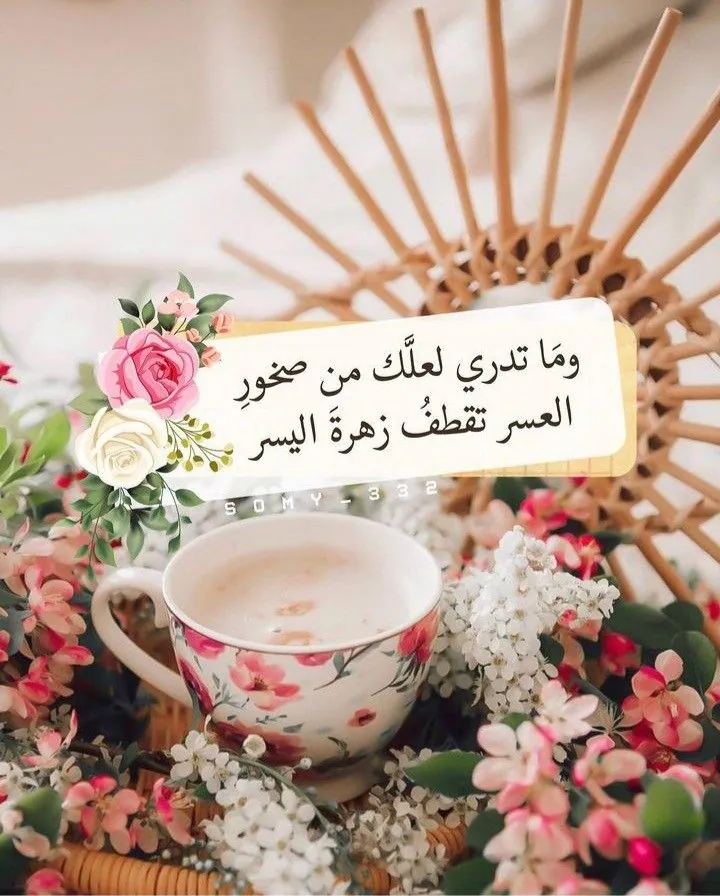 ومَا تدري لعلَّك من صخورِ
العسر تقطفُ زهرةَ اليسر
SOMY_332